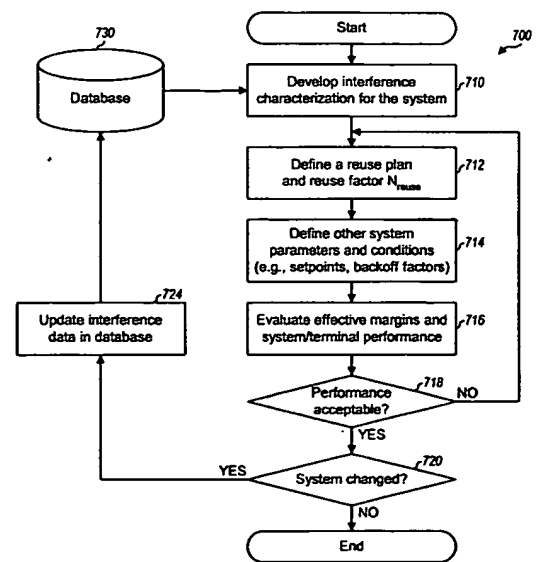 730
Database
Start
700
Develop interference
characterization for the system
710
Define a reuse plan
and reuse factor Nreuse
712
Define other system
parameters and conditions
(e.g., setpoints, backoff factors)
714
724
Update interference
data in database
Evaluate effective margins and
system/terminal performance
716
Performance
acceptable?
718
NO
YES
System changed?
720
YES
NO
End